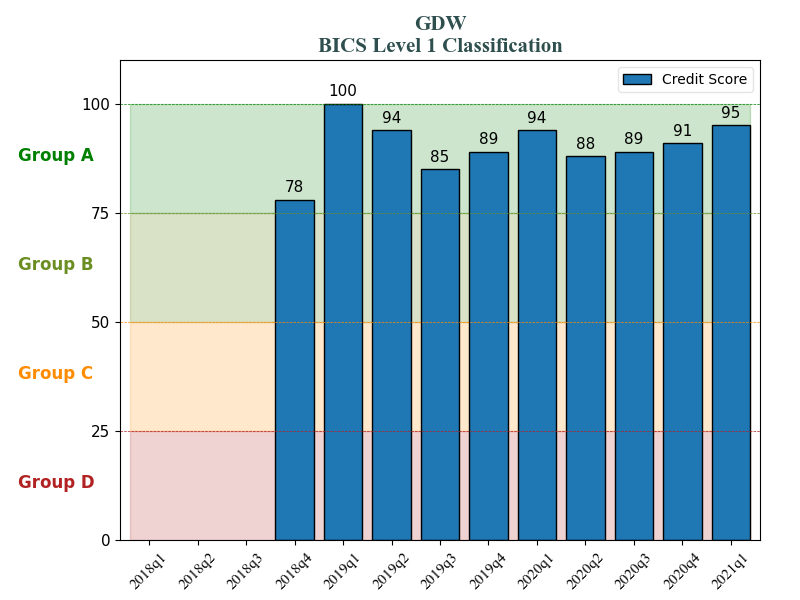 GDW
BICS Level 1 Classification
Credit Score
100
75
50
25
0
Group A
Group B
Group C
Group D
78
100
94
85
89
94
88
89
91
95
2018q1
2018q2
2018q3
2018q4
2019q1
2019q2
2019q3
2019q4
2020q1
2020q2
2020q3
2020q4
2021q1